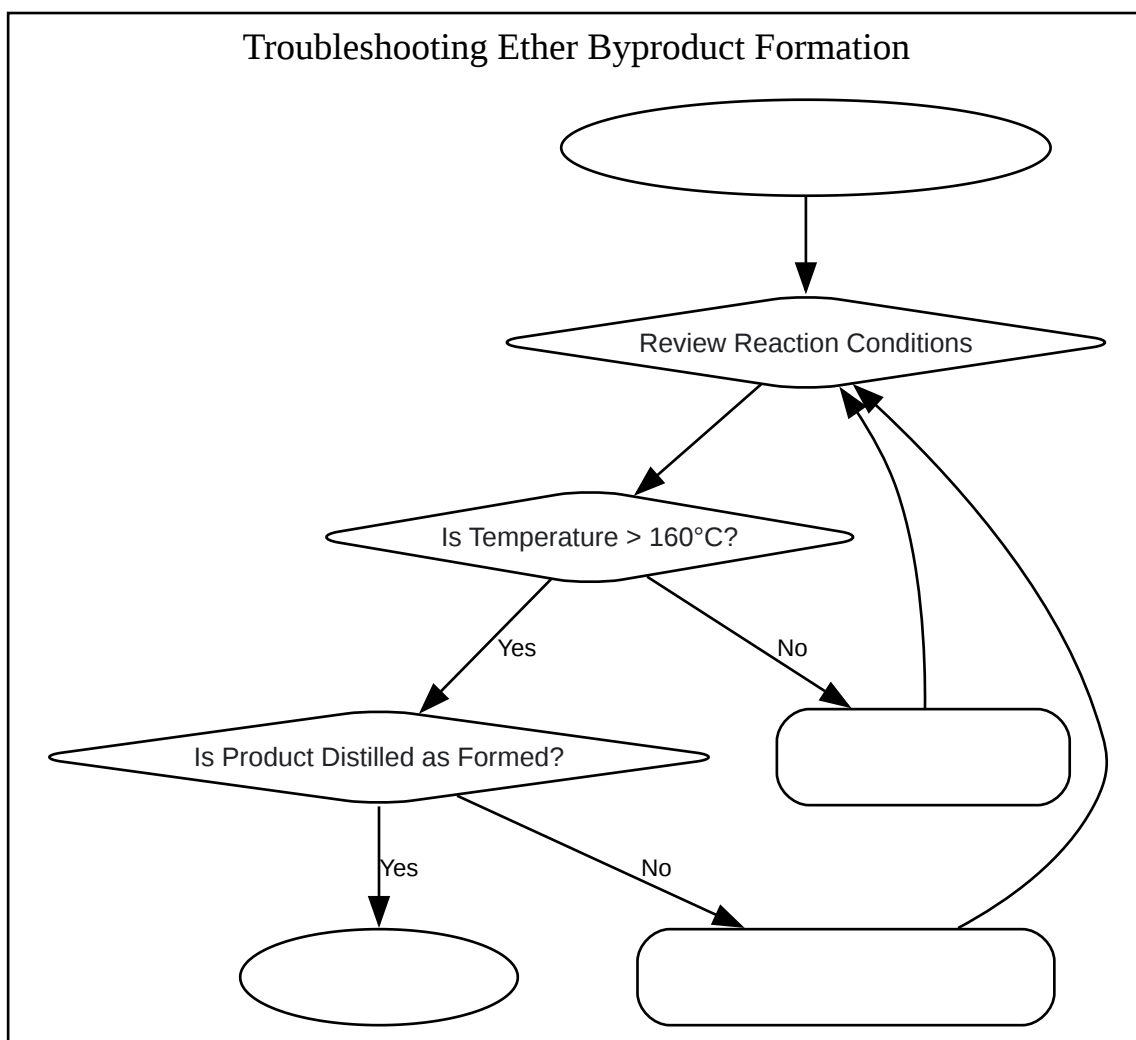 Troubleshooting Ether Byproduct Formation
Review Reaction Conditions
Is Temperature > 160°C?
Yes
No
Is Product Distilled as Formed?
Yes
No